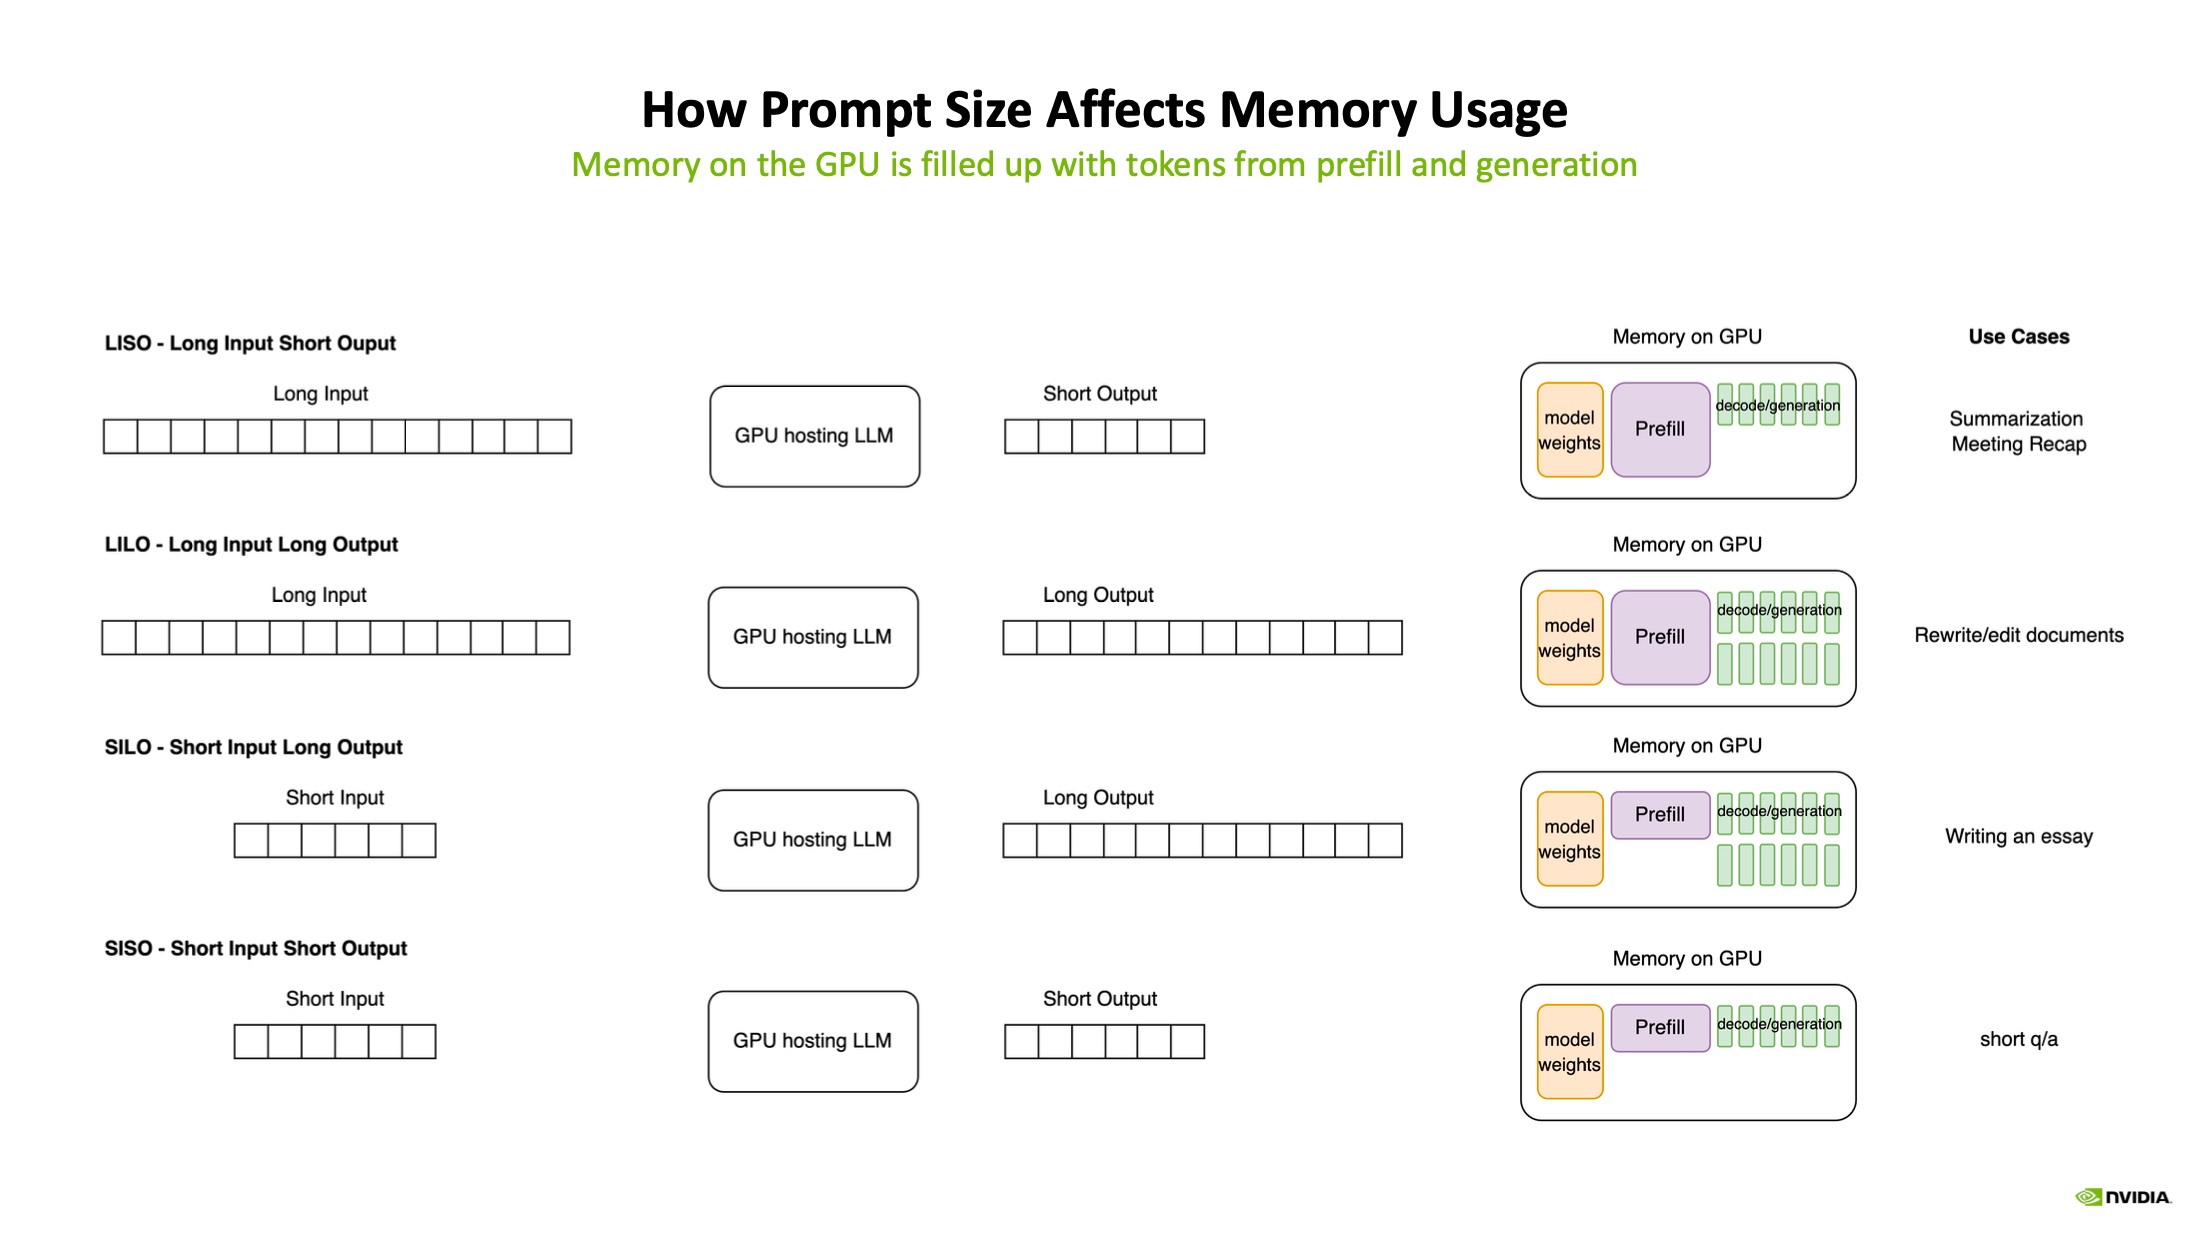 How Prompt Size Affects Memory Usage
Memory on the GPU is filled up with tokens from prefill and generation
LISO - Long Input Short Ouput
Long Input
GPU hosting LLM
Short Output
Memory on GPU
model
weights
Prefill
decode/generation
Use Cases
Summarization
Meeting Recap
LILO - Long Input Long Output
Long Input
GPU hosting LLM
Long Output
Memory on GPU
model
weights
Prefill
decode/generation
Rewrite/edit documents
SILO - Short Input Long Output
Short Input
GPU hosting LLM
Long Output
Memory on GPU
model
weights
Prefill
decode/generation
Writing an essay
SISO - Short Input Short Output
Short Input
GPU hosting LLM
Short Output
Memory on GPU
model
weights
Prefill
decode/generation
short q/a
NVIDIA